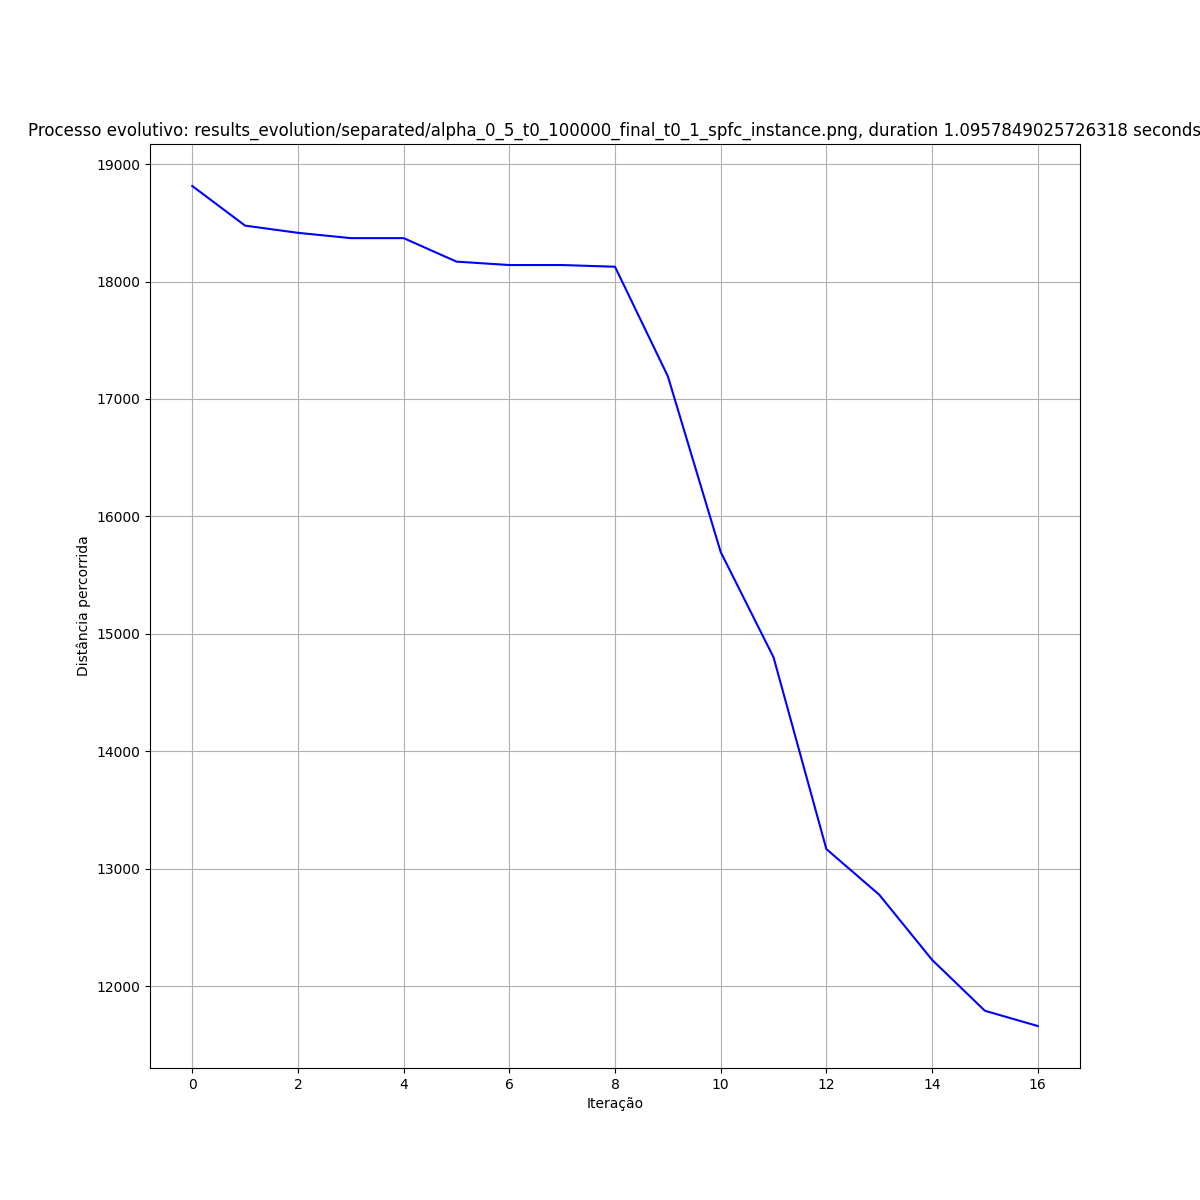 Processo evolutivo: results_evolution/separated/alpha_0_5_t0_100000_final_t0_1_spfc_instance.png, duration 1.0957849025726318 seconds
19000
18000
17000
16000
15000
14000
13000
12000
Distância percorrida
0 2 4 6 8 10 12 14 16
Iteração